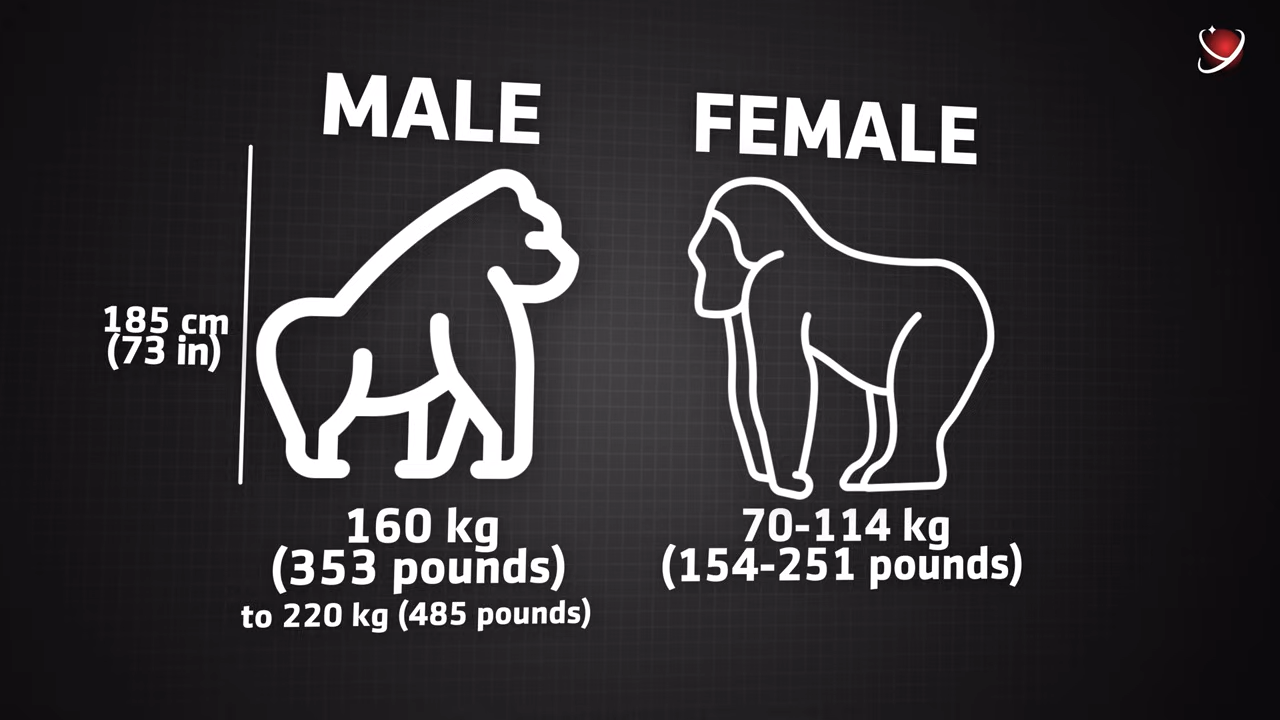 MALE
FEMALE
185 cm
(73 in)
160 kg
(353 pounds)
to 220 kg (485 pounds)
70-114 kg
(154-251 pounds)